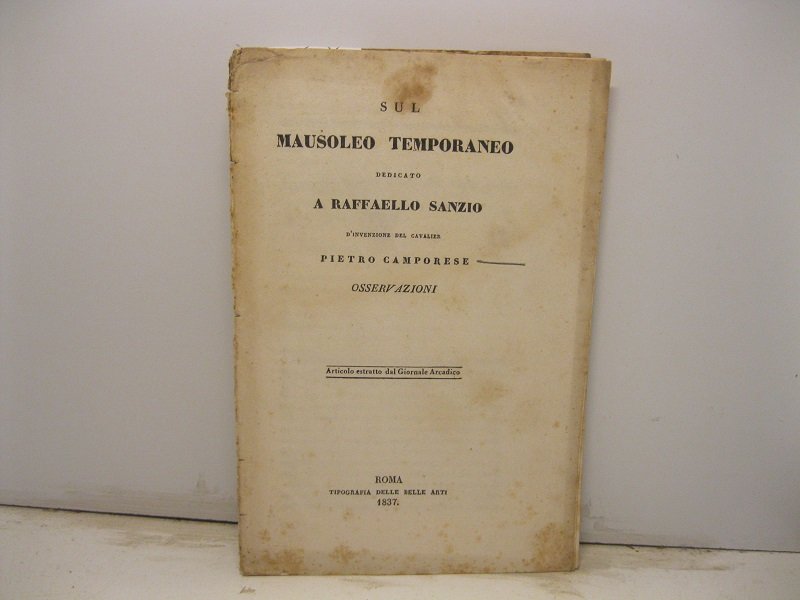 SUL
MAUSOLEO TEMPORANEO
DEDICATO
A RAFFAELLO SANZIO
D'INVENZIONE DEL CAVALIER
PIETRO CAMPORESE
OSSERVAZIONI
Articolo estratto dal Giornale Arcadico
ROMA
TIPOGRAFIA DELLE BELLE ARTI
1837.